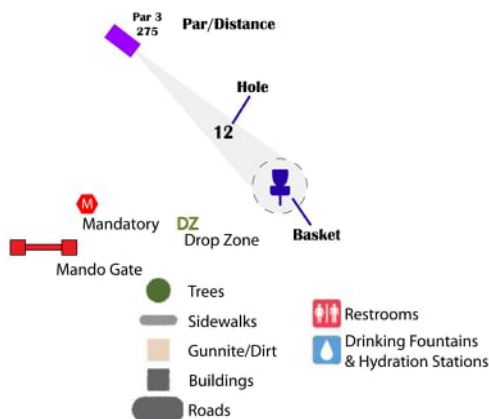 Par 3
275
Par/Distance
Hole
12
Basket
M
Mandatory
DZ
Drop Zone
Mando Gate
Trees
Sidewalks
Gunnite/Dirt
Buildings
Roads
Restrooms
Drinking Fountains
& Hydration Stations